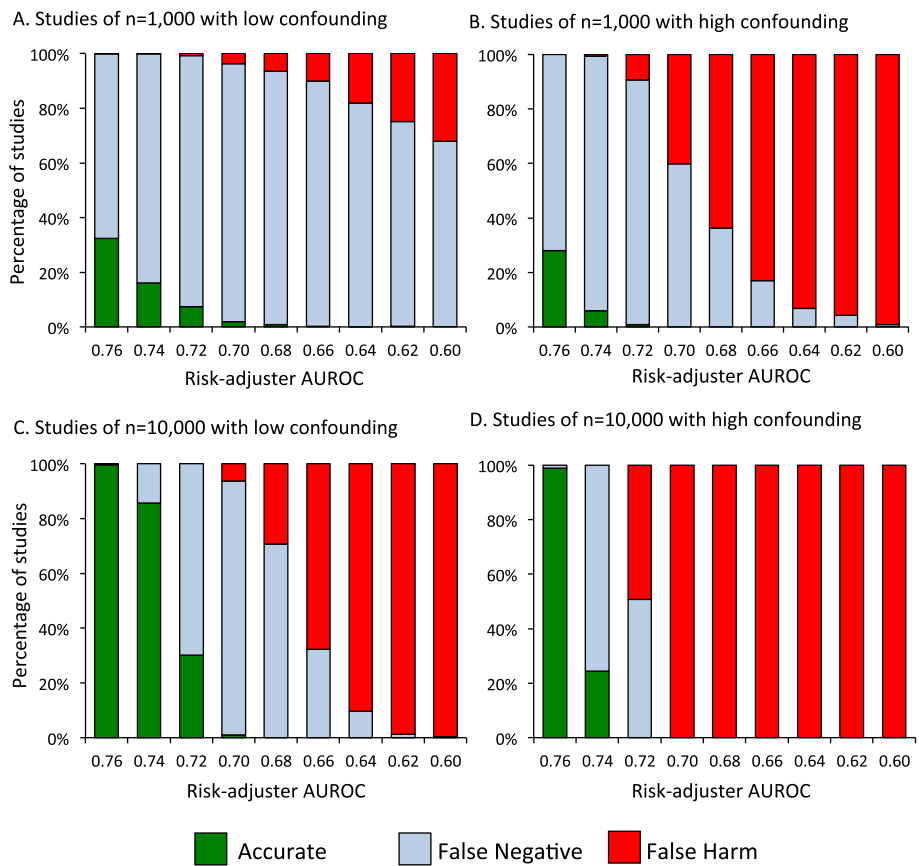 A. Studies of n=1,000 with low confounding
B. Studies of n=1,000 with high confounding
Percentage of studies
100%
80%
60%
40%
20%
0%
0.76 0.74 0.72 0.70 0.68 0.66 0.64 0.62 0.60
Risk-adjuster AUROC
100%
80%
60%
40%
20%
0%
0.76 0.74 0.72 0.70 0.68 0.66 0.64 0.62 0.60
Risk-adjuster AUROC
C. Studies of n=10,000 with low confounding
D. Studies of n=10,000 with high confounding
Percentage of studies
100%
80%
60%
40%
20%
0%
0.76 0.74 0.72 0.70 0.68 0.66 0.64 0.62 0.60
Risk-adjuster AUROC
100%
80%
60%
40%
20%
0%
0.76 0.74 0.72 0.70 0.68 0.66 0.64 0.62 0.60
Risk-adjuster AUROC
Accurate False Negative False Harm